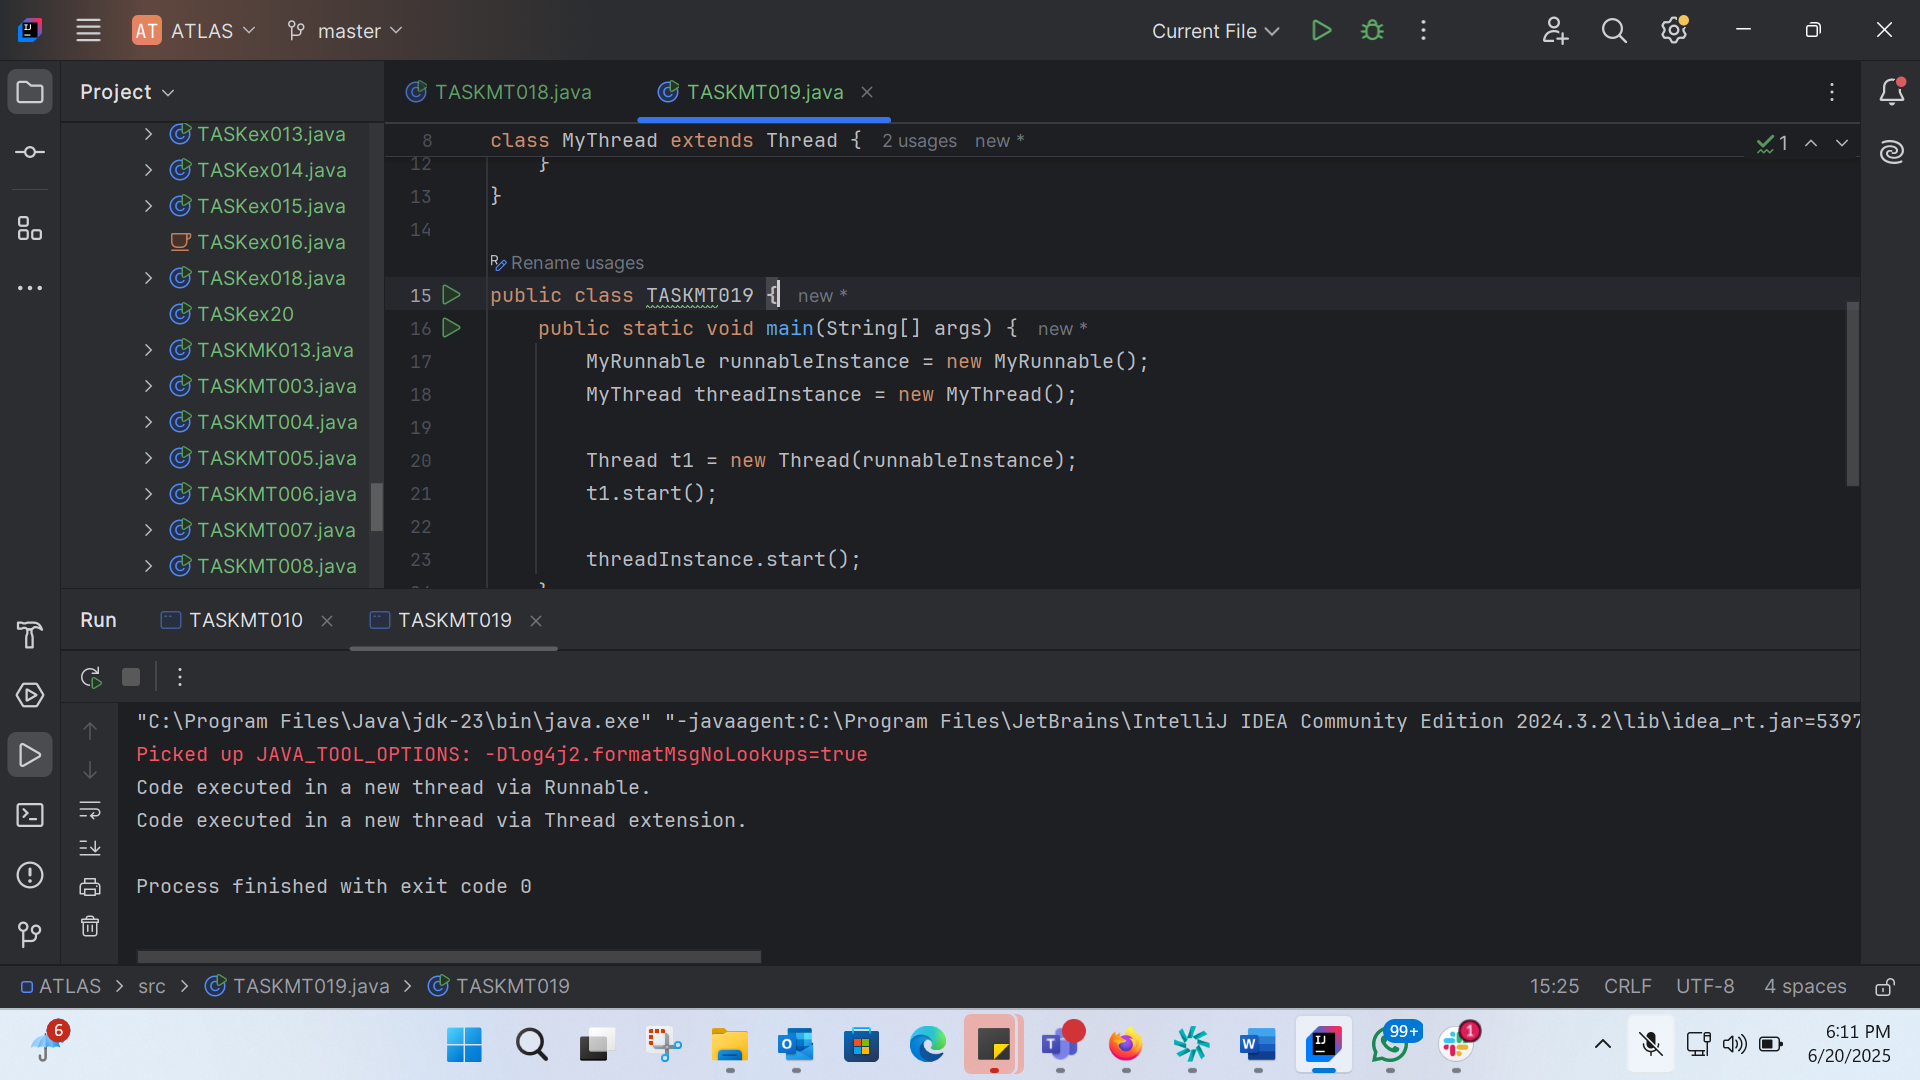 AT ATLAS master Current File
Project
TASKMT018.java TASKMT019.java
TASKex013.java
TASKex014.java
TASKex015.java
TASKex016.java
TASKex018.java
TASKex20
TASKMK013.java
TASKMT003.java
TASKMT004.java
TASKMT005.java
TASKMT006.java
TASKMT007.java
TASKMT008.java
8 class MyThread extends Thread { 2 usages new *
1
12 }
13 }
14
Rename usages
15 public class TASKMT019 { new *
16 public static void main(String[] args) { new *
17 MyRunnable runnableInstance = new MyRunnable();
18 MyThread threadInstance = new MyThread();
19
20 Thread t1 = new Thread(runnableInstance);
21 t1.start();
22
23 threadInstance.start();
Run TASKMT010 TASKMT019
"C:\Program Files\Java\jdk-23\bin\java.exe" "-javaagent:C:\Program Files\JetBrains\IntelliJ IDEA Community Edition 2024.3.2\lib\idea_rt.jar=5397
Picked up JAVA_TOOL_OPTIONS: -Dlog4j2.formatMsgNoLookups=true
Code executed in a new thread via Runnable.
Code executed in a new thread via Thread extension.
Process finished with exit code 0
ATLAS > src > TASKMT019.java > TASKMT019 15:25 CRLF UTF-8 4 spaces
6
99+
1
6:11 PM
6/20/2025